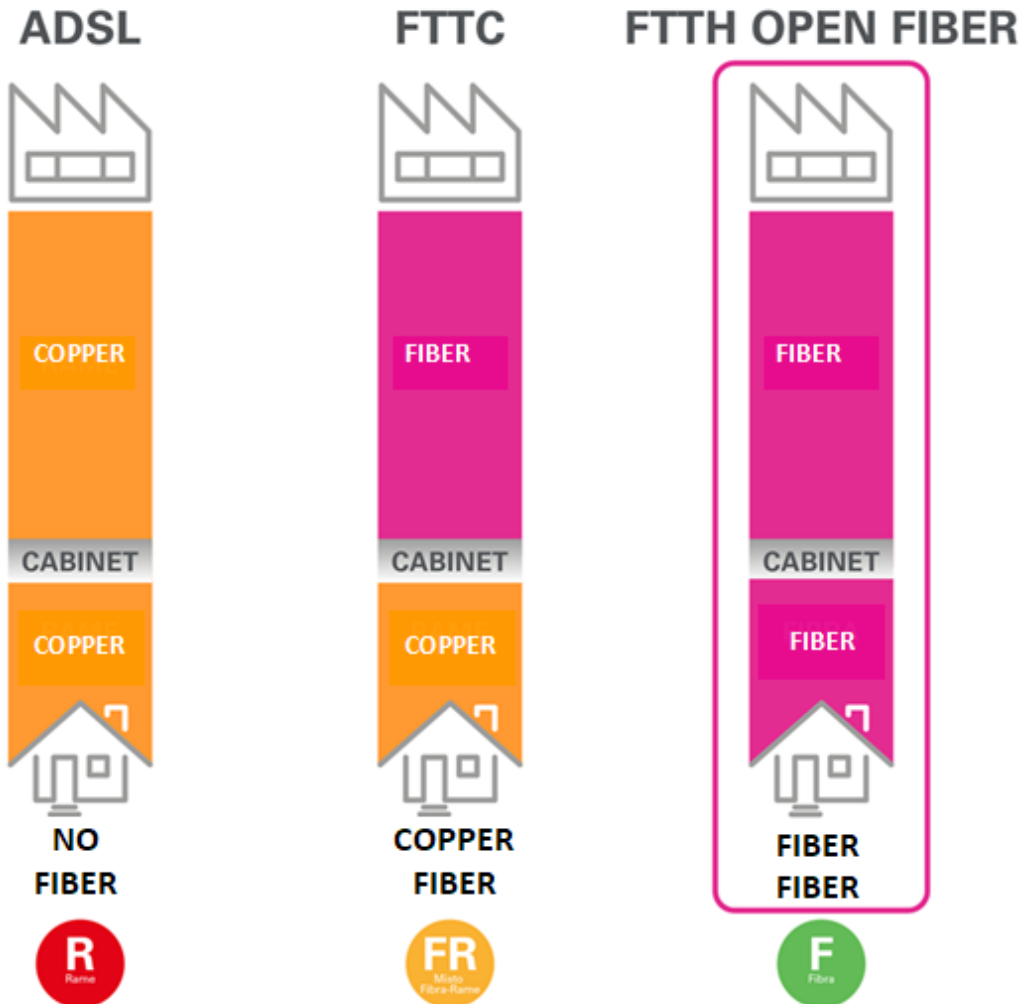 ADSL
COPPER
CABINET
COPPER
NO
FIBER
R
Rame
FTTC
FIBER
CABINET
COPPER
COPPER
FIBER
FR
Misto
Fibra-Rame
FTTH OPEN FIBER
FIBER
CABINET
FIBER
FIBER
FIBER
F
Fibra